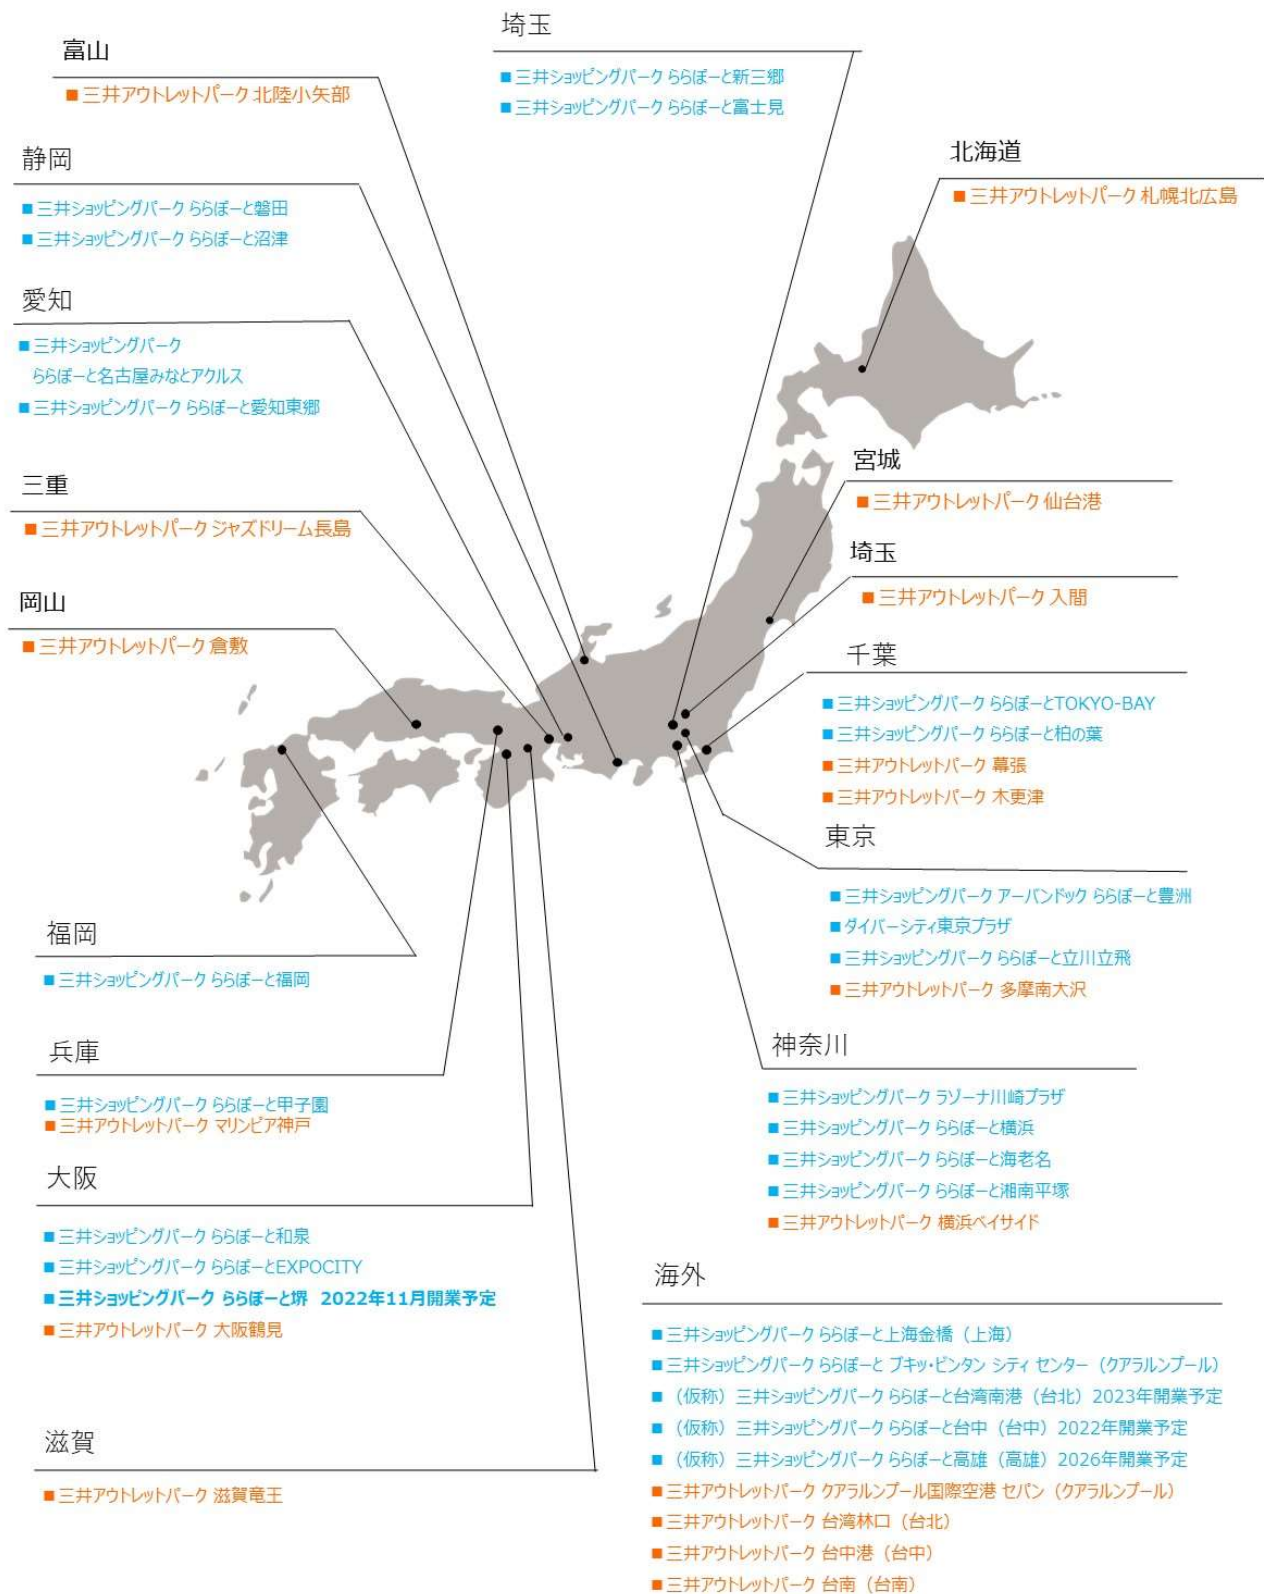 富山
■三井アウトレットパーク 北陸小矢部
静岡
■三井ショッピングパーク ららぽーと磐田
■三井ショッピングパーク ららぽーと沼津
愛知
■三井ショッピングパーク
ららぽーと名古屋みなとアクルス
■三井ショッピングパーク ららぽーと愛知東郷
三重
■三井アウトレットパーク ジャズドリーム長島
岡山
■三井アウトレットパーク 倉敷
福岡
■三井ショッピングパーク ららぽーと福岡
兵庫
■三井ショッピングパーク ららぽーと甲子園
■三井アウトレットパーク マリンピア神戸
大阪
■三井ショッピングパーク ららぽーと和泉
■三井ショッピングパーク ららぽーとEXPOCITY
■三井ショッピングパーク ららぽーと堺 2022年11月開業予定
■三井アウトレットパーク 大阪鶴見
滋賀
■三井アウトレットパーク 滋賀竜王
埼玉
■三井ショッピングパーク ららぽーと新三郷
■三井ショッピングパーク ららぽーと富士見
北海道
■三井アウトレットパーク 札幌北広島
宮城
■三井アウトレットパーク 仙台港
埼玉
■三井アウトレットパーク 入間
千葉
■三井ショッピングパーク ららぽーとTOKYO-BAY
■三井ショッピングパーク ららぽーと柏の葉
■三井アウトレットパーク 幕張
■三井アウトレットパーク 木更津
東京
■三井ショッピングパーク アーバンドック ららぽーと豊洲
■ダイバーシティ東京プラザ
■三井ショッピングパーク ららぽーと立川立飛
■三井アウトレットパーク 多摩南大沢
神奈川
■三井ショッピングパーク ラゾーナ川崎プラザ
■三井ショッピングパーク ららぽーと横浜
■三井ショッピングパーク ららぽーと海老名
■三井ショッピングパーク ららぽーと湘南平塚
■三井アウトレットパーク 横浜ベイサイド
海外
■三井ショッピングパーク ららぽーと上海金橋（上海）
■三井ショッピングパーク ららぽーと ブキッ・ビンタン シティ センター（クアラルンプール）
■（仮称）三井ショッピングパーク ららぽーと台湾南港（台北）2023年開業予定
■（仮称）三井ショッピングパーク ららぽーと台中（台中）2022年開業予定
■（仮称）三井ショッピングパーク ららぽーと高雄（高雄）2026年開業予定
■三井アウトレットパーク クアラルンプール国際空港 セパン（クアラルンプール）
■三井アウトレットパーク 台湾林口（台北）
■三井アウトレットパーク 台中港（台中）
■三井アウトレットパーク 台南（台南）